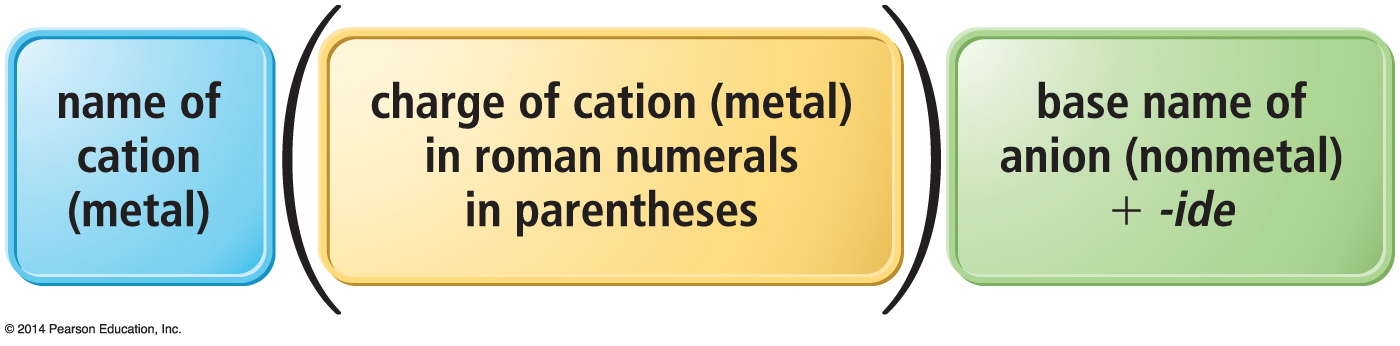 name of
cation
(metal)
(
charge of cation (metal)
in roman numerals
in parentheses
)
base name of
anion (nonmetal)
+ -ide
© 2014 Pearson Education, Inc.